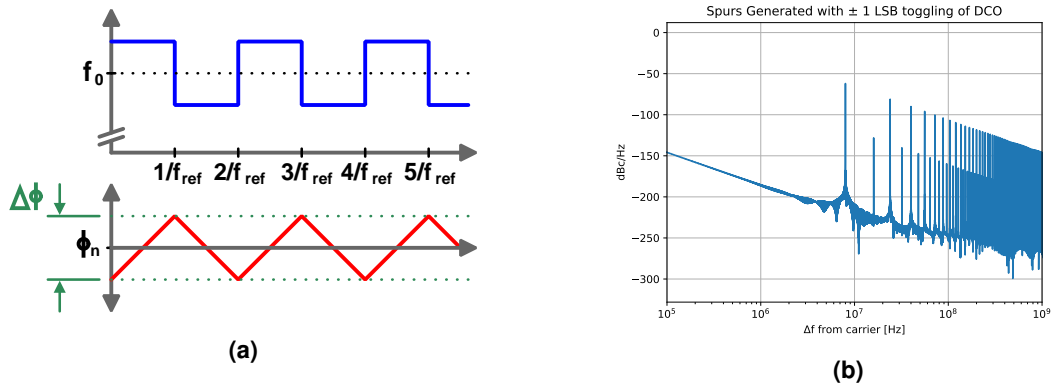 f0
1/fref 2/fref 3/fref 4/fref 5/fref
Δϕ
ϕn
(a)
Spurs Generated with ± 1 LSB toggling of DCO
dBc/Hz
0
−50
−100
−150
−200
−250
−300
10^5 10^6 10^7 10^8 10^9
Δf from carrier [Hz]
(b)